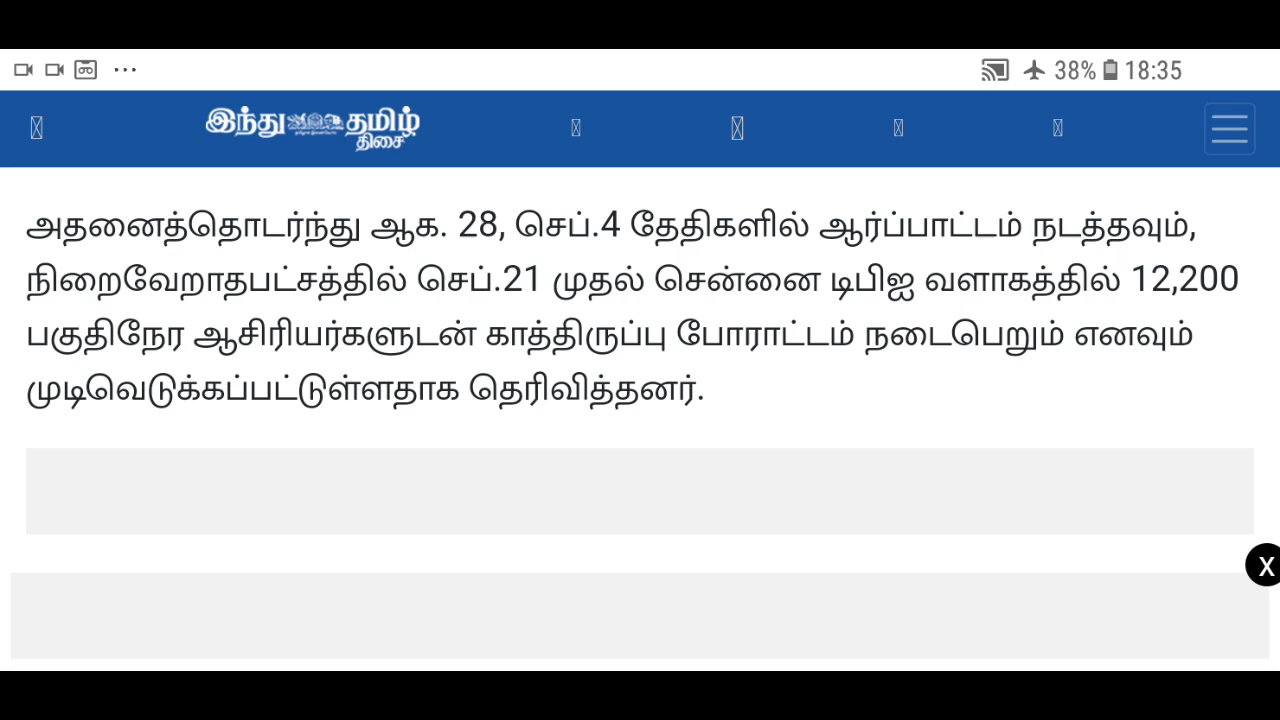 38% 18:35
இந்து தமிழ்
திசை
அதனைத்தொடர்ந்து ஆக. 28, செப்.4 தேதிகளில் ஆர்ப்பாட்டம் நடத்தவும்,
நிறைவேறாதபட்சத்தில் செப்.21 முதல் சென்னை டிபிஐ வளாகத்தில் 12,200
பகுதிநேர ஆசிரியர்களுடன் காத்திருப்பு போராட்டம் நடைபெறும் எனவும்
முடிவெடுக்கப்பட்டுள்ளதாக தெரிவித்தனர்.
X